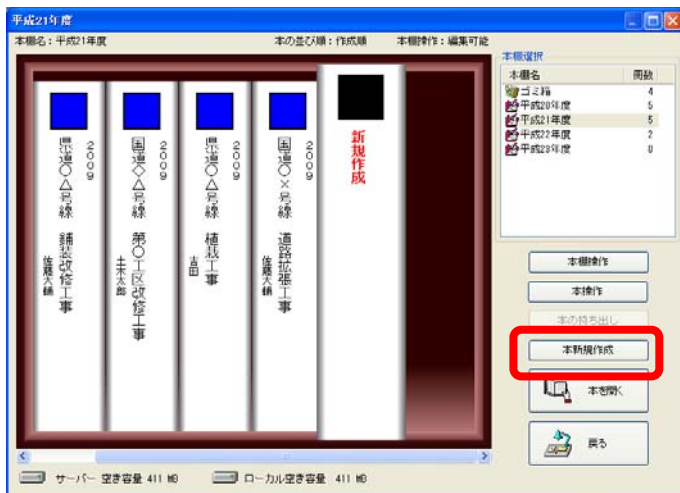 平成21年度
本棚名：平成21年度
本の並び順：作成順
本棚操作：編集可能
2009
県道○△号線 舗装改修工事
佐藤大輔
2009
国道◇△号線 第○工区改修工事
土木太郎
2009
県道○△号線 植栽工事
吉田
2009
国道○×号線 道路拡張工事
佐藤大輔
新規作成
本棚選択
本棚名 冊数
ゴミ箱 4
平成20年度 5
平成21年度 5
平成22年度 2
平成23年度 0
本棚操作
本操作
本の持ち出し
本新規作成
本を開く
戻る
サーバー 空き容量 411 MB
ローカル空き容量 411 MB